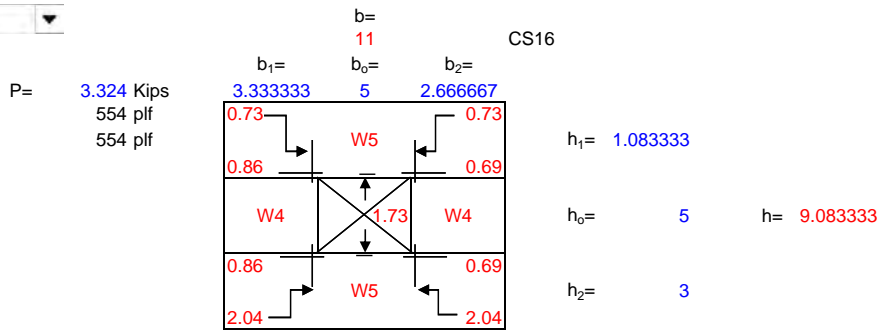 b=
11 CS16
b₁= bₒ= b₂=
P= 3.324 Kips 3.333333 5 2.666667
554 plf 0.73 0.73
554 plf W5 h₁= 1.083333
0.86 0.69
W4 1.73 W4 hₒ= 5 h= 9.083333
0.86 0.69
W5 h₂= 3
2.04 2.04